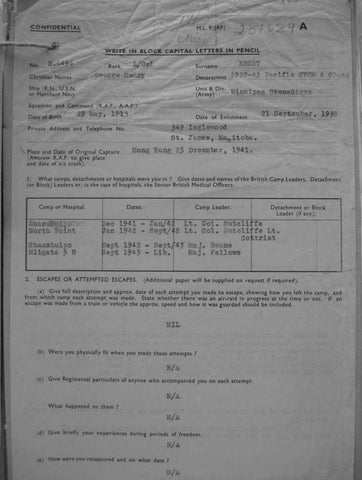 CONFIDENTIAL
M.I. 9/JAP/
A
WRITE IN BLOCK CAPITAL LETTERS IN PENCIL
No. H.6496 Rank L/Cpl Surname EBERT
Christian Names George Henry Decorations 1939-45 Pacific CVSM & Clasp
Ship (R.N., U.S.N. or Merchant Navy) Unit & Div. (Army) Winnipeg Grenadiers
Squadron and Command (R.A.F. A.A.F.)
Date of Birth 29 May, 1913 Date of Enlistment 21 September, 1939
Private Address and Telephone No. 349 Inglewood
St. James, Manitoba.
Place and Date of Original Capture. Hong Kong 25 December, 1941.
(Aircrew R.A.F. to give place
and date of a/c crash).
1. What camps, detachments or hospitals were you in ? Give dates and names of the British Camp Leaders, Detachment
(or Block) Leaders or, in the case of hospitals, the Senior British Medical Officers.
Camp or Hospital. Dates: Camp Leader. Detachment or Block
Leader (if any).
Shamshuipo Dec 1941 - Jan/42 Lt. Col. Sutcliffe
North Point Jan 1942 - Sept/42 Lt. Col. Sutcliffe Lt.
Shamshuipo Sept 1942 - Sept/43 Maj. Boone
Niigata 5 B Sept 1943 - Lib. Maj. Fellows
2. ESCAPES OR ATTEMPTED ESCAPES. (Additional paper will be supplied on request if required).
(a) Give full description and approx. date of each attempt you made to escape, showing how you left the camp, and
from which camp each attempt was made. State whether there was an air-raid in progress at the time or not. If an
escape was made from a train or vehicle the approx. speed and how it was guarded should be included.
NIL
(b) Were you physically fit when you made these attempts ?
N/A
(c) Give Regimental particulars of anyone who accompanied you on each attempt.
N/A
What happened to them ?
N/A
(d) Give briefly your experiences during periods of freedom.
N/A
(e) How were you recaptured and on what date ?
N/A